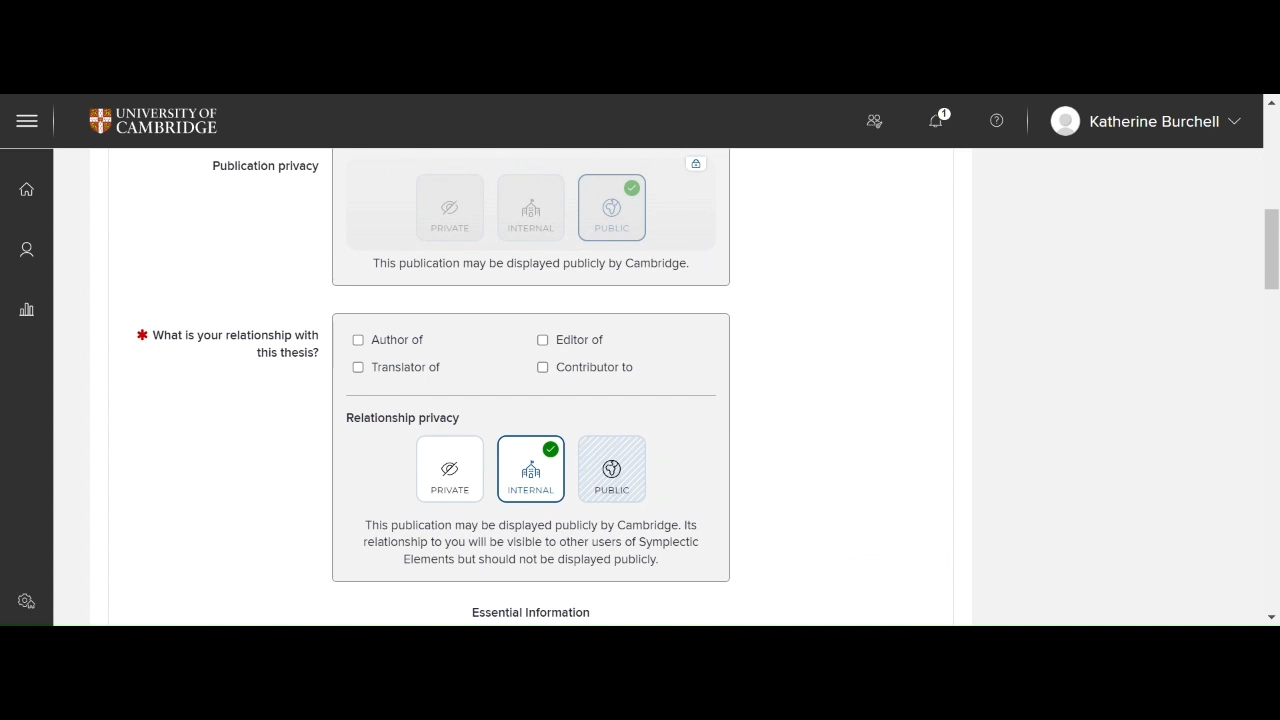 UNIVERSITY OF
CAMBRIDGE
1
Katherine Burchell
Publication privacy
PRIVATE
INTERNAL
PUBLIC
This publication may be displayed publicly by Cambridge.
✱ What is your relationship with
this thesis?
Author of
Editor of
Translator of
Contributor to
Relationship privacy
PRIVATE
INTERNAL
PUBLIC
This publication may be displayed publicly by Cambridge. Its
relationship to you will be visible to other users of Symplectic
Elements but should not be displayed publicly.
Essential Information